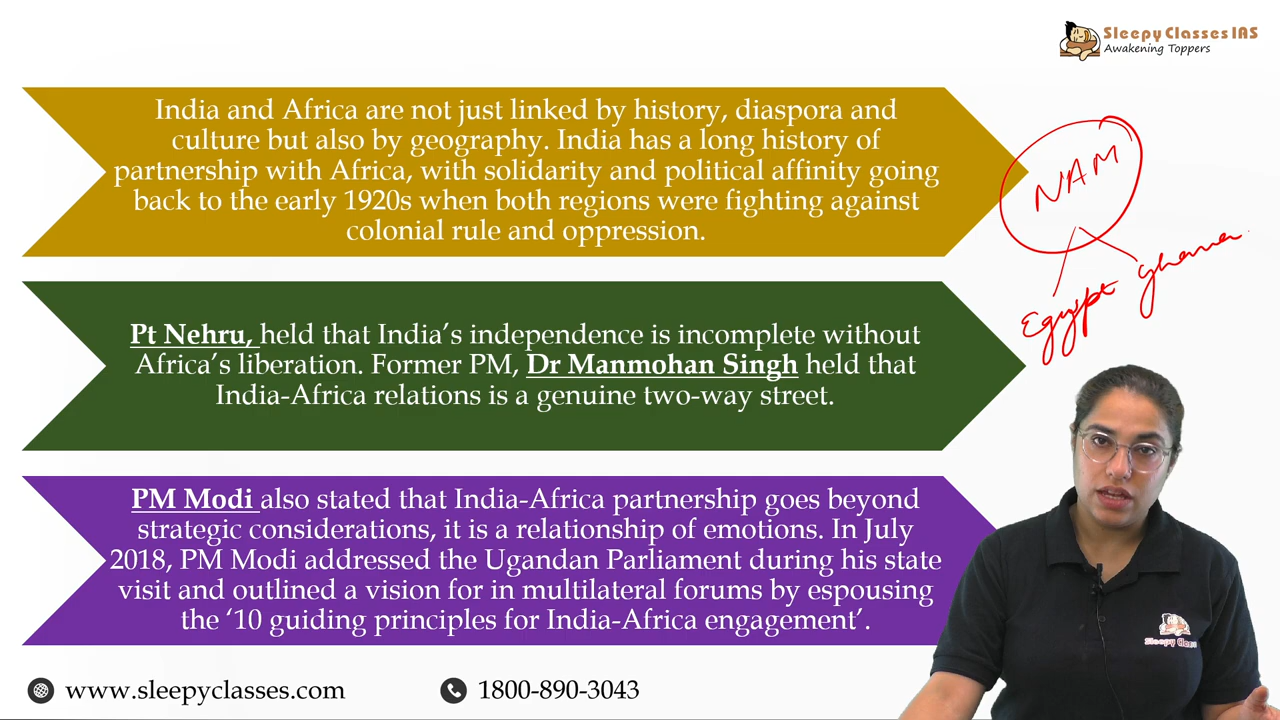 Sleepy Classes IAS
Awakening Toppers
India and Africa are not just linked by history, diaspora and
culture but also by geography. India has a long history of
partnership with Africa, with solidarity and political affinity going
back to the early 1920s when both regions were fighting against
colonial rule and oppression.
NAM
Egypt Ghana
Pt Nehru, held that India’s independence is incomplete without
Africa’s liberation. Former PM, Dr Manmohan Singh held that
India-Africa relations is a genuine two-way street.
PM Modi also stated that India-Africa partnership goes beyond
strategic considerations, it is a relationship of emotions. In July
2018, PM Modi addressed the Ugandan Parliament during his state
visit and outlined a vision for in multilateral forums by espousing
the ‘10 guiding principles for India-Africa engagement’.
Sleepy Classes
www.sleepyclasses.com
1800-890-3043